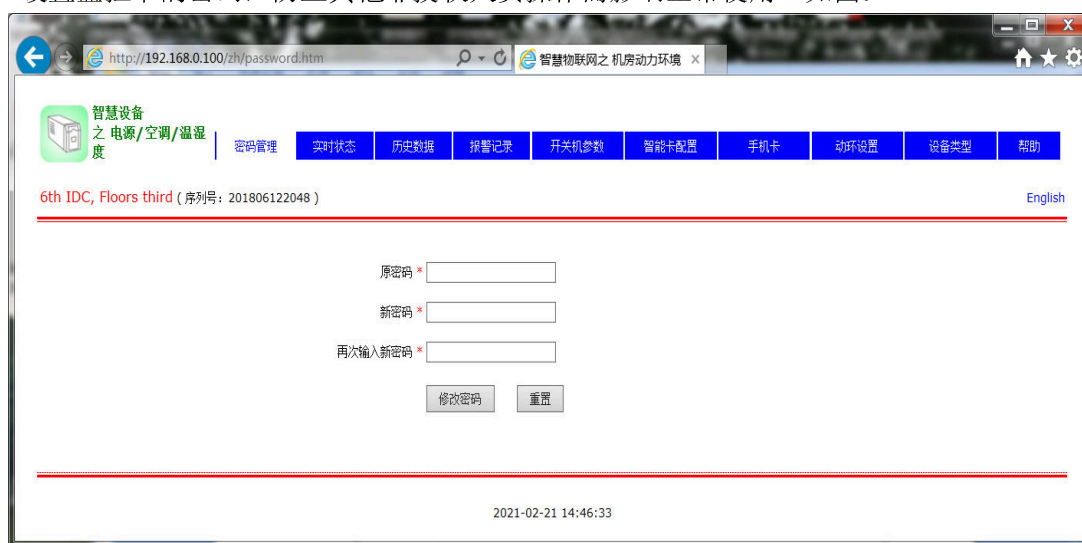 http://192.168.0.100/zh/password.htm
智慧物联网之 机房动力环境
智慧设备
之 电源/空调/温湿
度
密码管理 实时状态 历史数据 报警记录 开关机参数 智能卡配置 手机卡 动环设置 设备类型 帮助
6th IDC, Floors third ( 序列号: 201806122048 )
English
原密码 *
新密码 *
再次输入新密码 *
修改密码 重置
2021-02-21 14:46:33